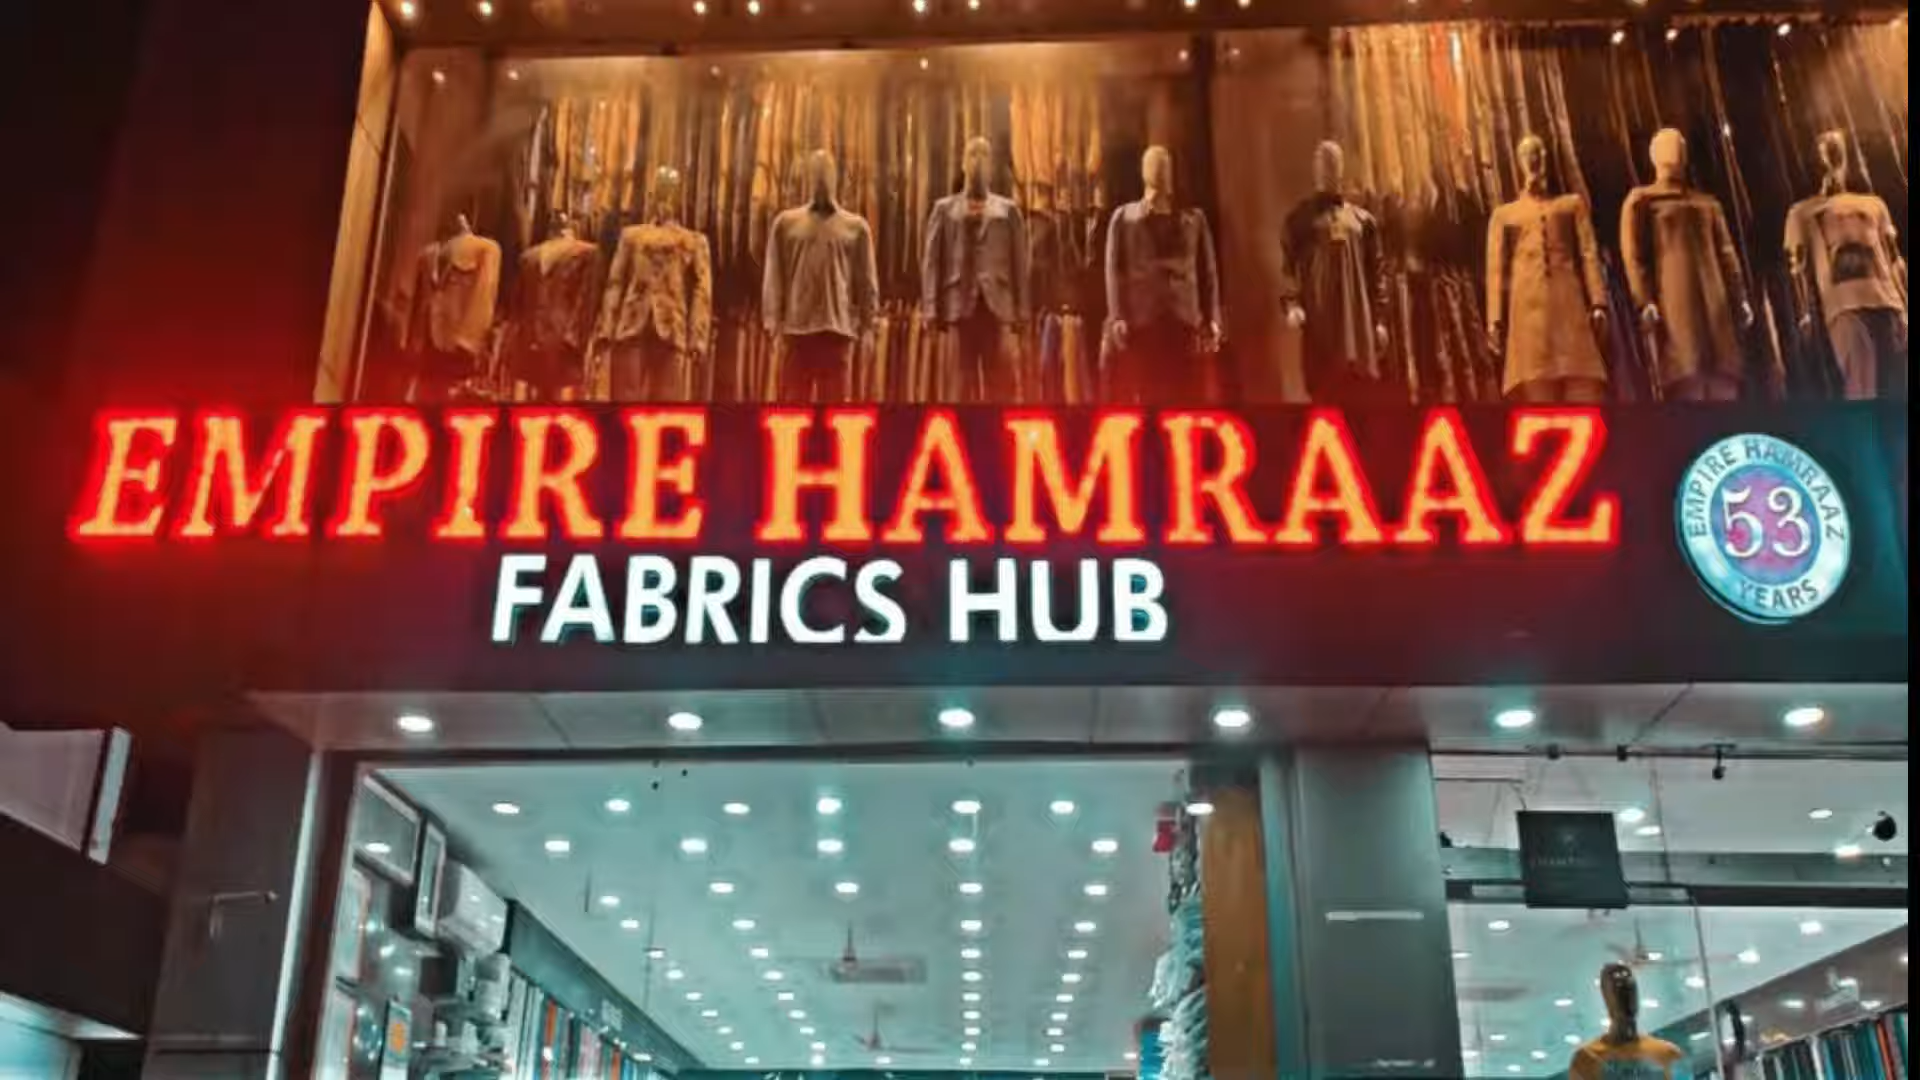 EMPIRE HAMRAAZ
FABRICS HUB
EMPIRE HAMRAAZ
53
YEARS